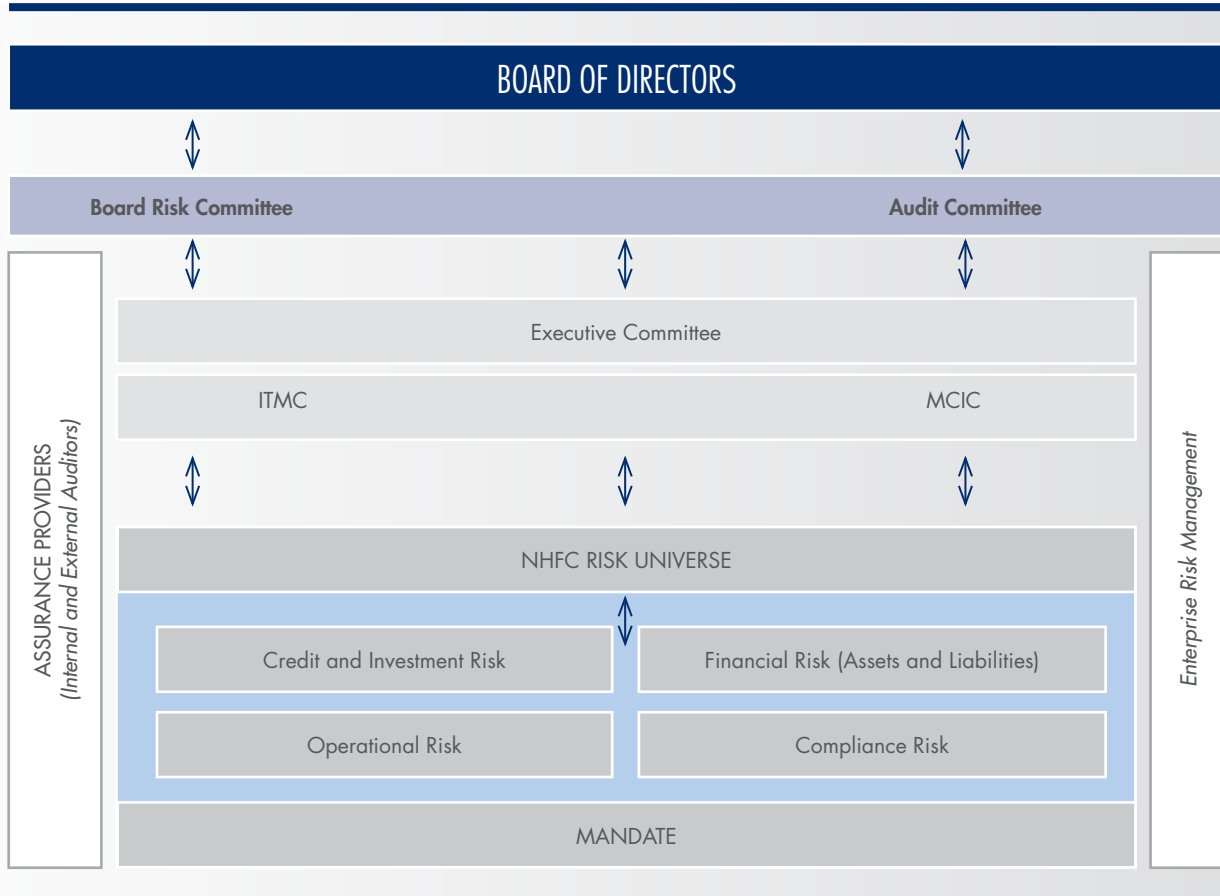 BOARD OF DIRECTORS
Board Risk Committee
Audit Committee
ASSURANCE PROVIDERS
(Internal and External Auditors)
Executive Committee
ITMC
MCIC
NHFC RISK UNIVERSE
Credit and Investment Risk
Financial Risk (Assets and Liabilities)
Operational Risk
Compliance Risk
MANDATE
Enterprise Risk Management